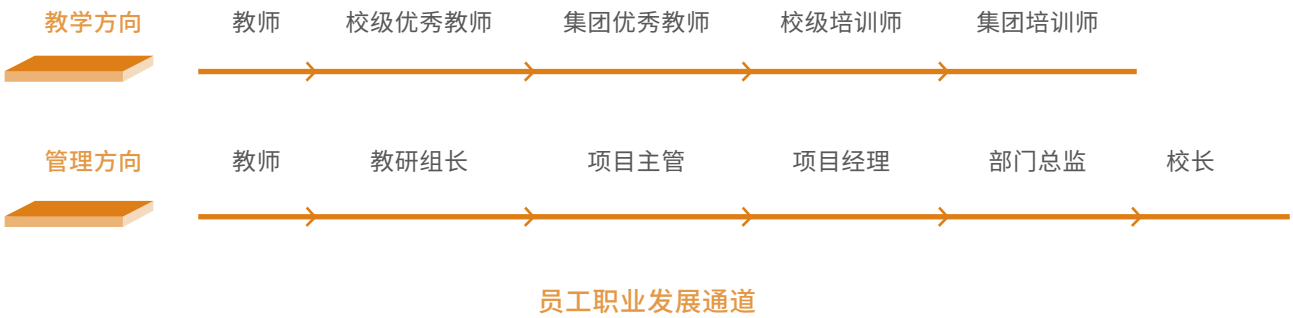 教学方向 教师 校级优秀教师 集团优秀教师 校级培训师 集团培训师
管理方向 教师 教研组长 项目主管 项目经理 部门总监 校长
员工职业发展通道